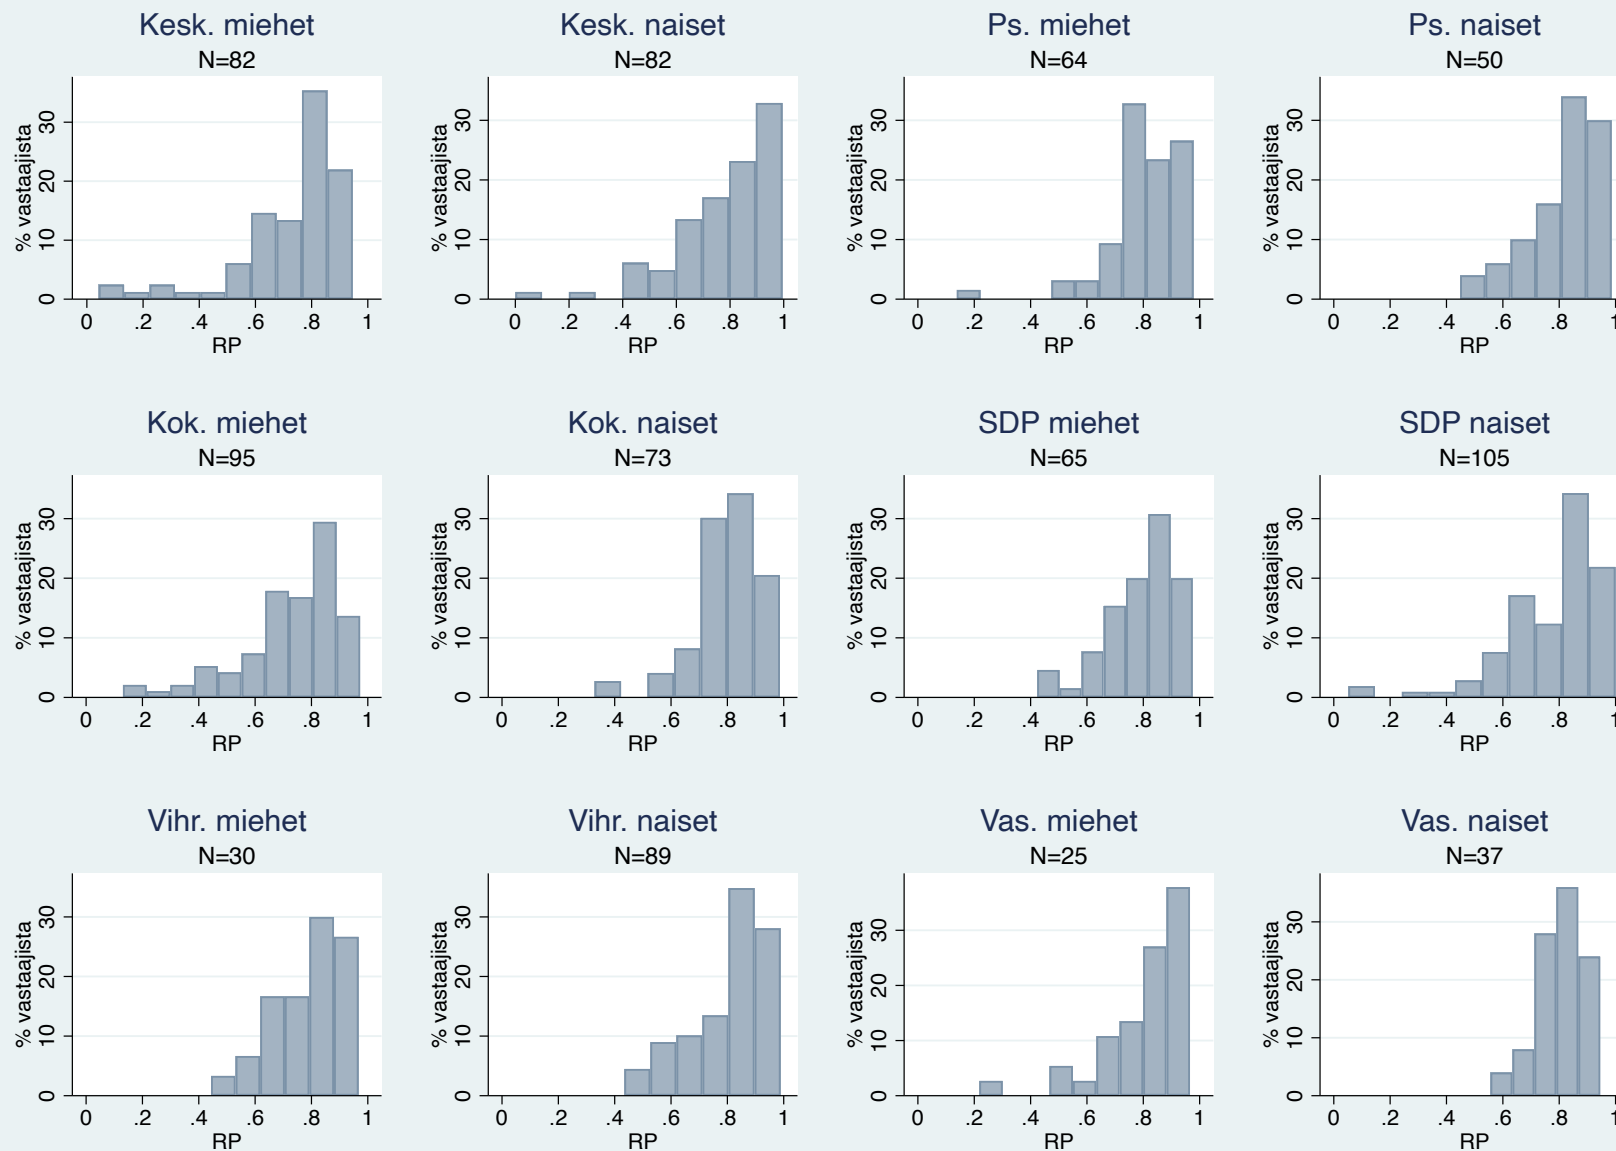 Kesk. miehet
N=82
% vastaajista
0 10 20 30
0 .2 .4 .6 .8 1
RP
Kesk. naiset
N=82
% vastaajista
0 10 20 30
0 .2 .4 .6 .8 1
RP
Ps. miehet
N=64
% vastaajista
0 10 20 30
0 .2 .4 .6 .8 1
RP
Ps. naiset
N=50
% vastaajista
0 10 20 30
0 .2 .4 .6 .8 1
RP
Kok. miehet
N=95
% vastaajista
0 10 20 30
0 .2 .4 .6 .8 1
RP
Kok. naiset
N=73
% vastaajista
0 10 20 30
0 .2 .4 .6 .8 1
RP
SDP miehet
N=65
% vastaajista
0 10 20 30
0 .2 .4 .6 .8 1
RP
SDP naiset
N=105
% vastaajista
0 10 20 30
0 .2 .4 .6 .8 1
RP
Vihr. miehet
N=30
% vastaajista
0 10 20 30
0 .2 .4 .6 .8 1
RP
Vihr. naiset
N=89
% vastaajista
0 10 20 30
0 .2 .4 .6 .8 1
RP
Vas. miehet
N=25
% vastaajista
0 10 20 30
0 .2 .4 .6 .8 1
RP
Vas. naiset
N=37
% vastaajista
0 10 20 30
0 .2 .4 .6 .8 1
RP